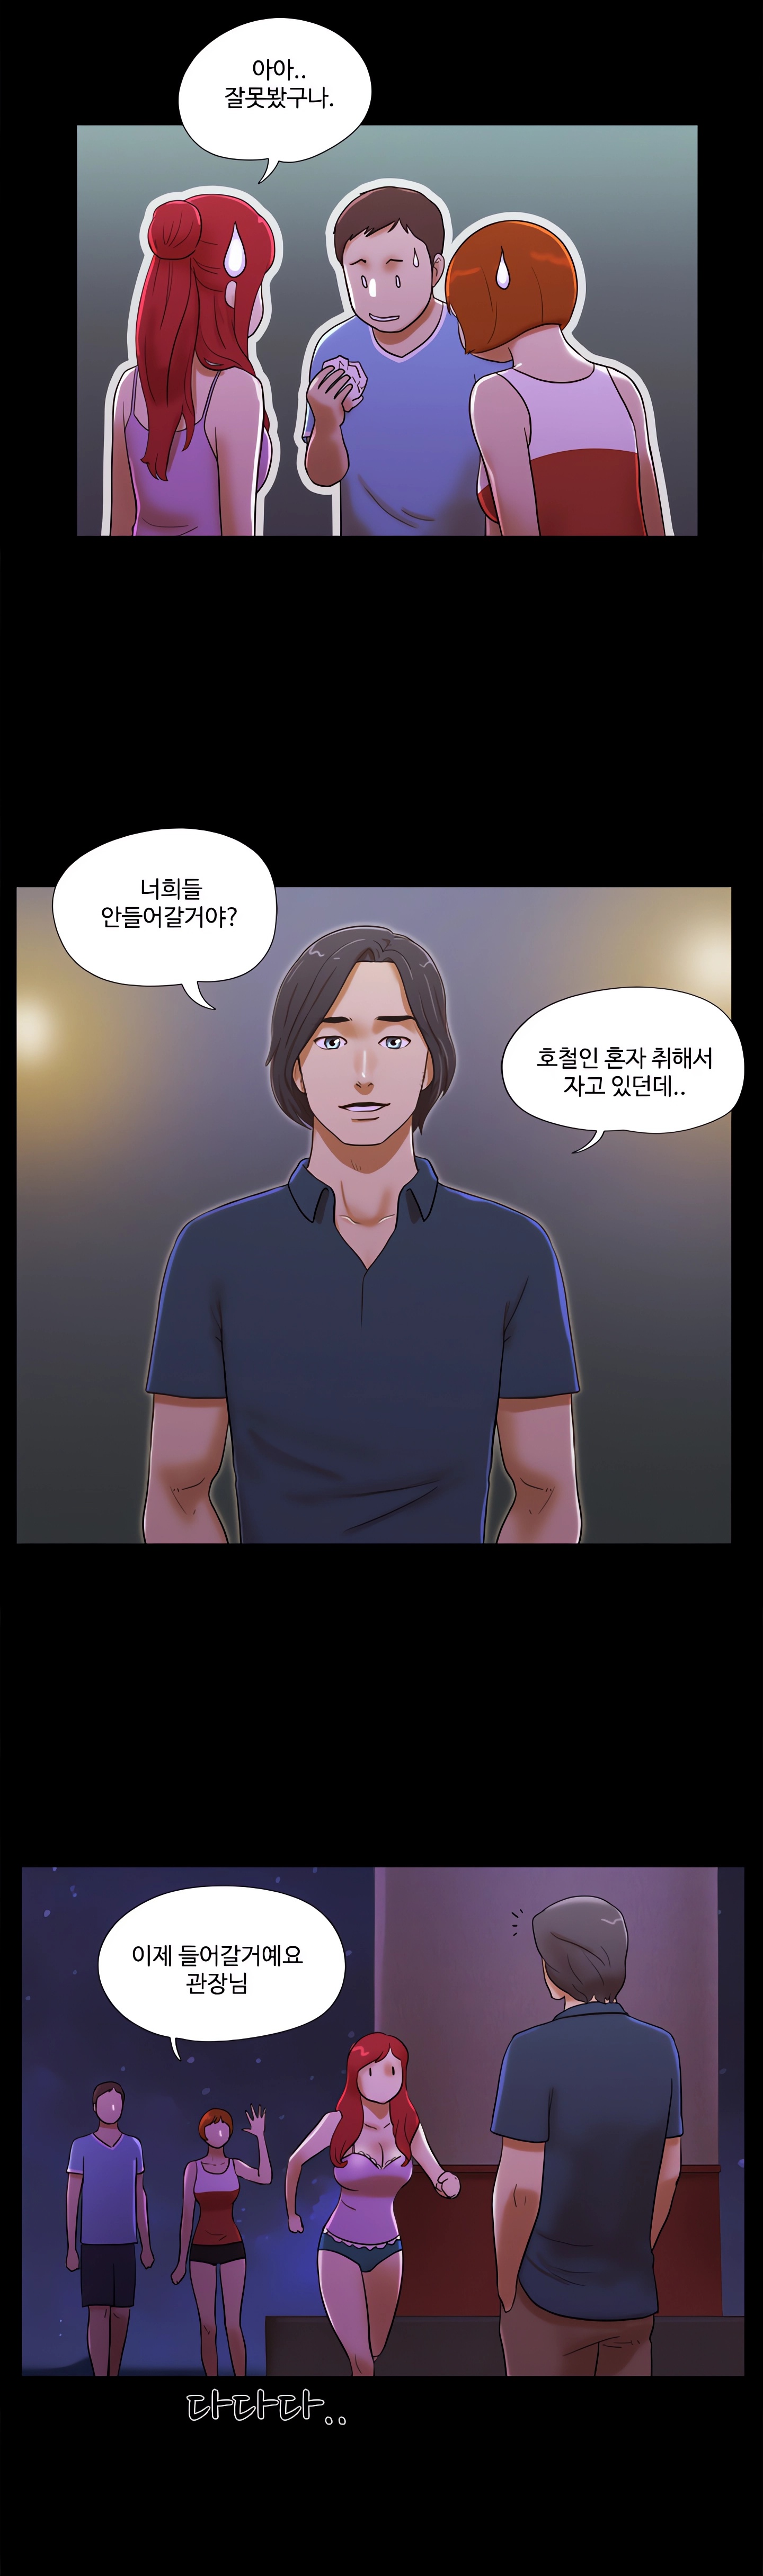 아아..
잘못봤구나.
너희들
안들어갈거야?
호철인 혼자 취해서
자고 있던데..
이제 들어갈거예요
관장님
다다다..